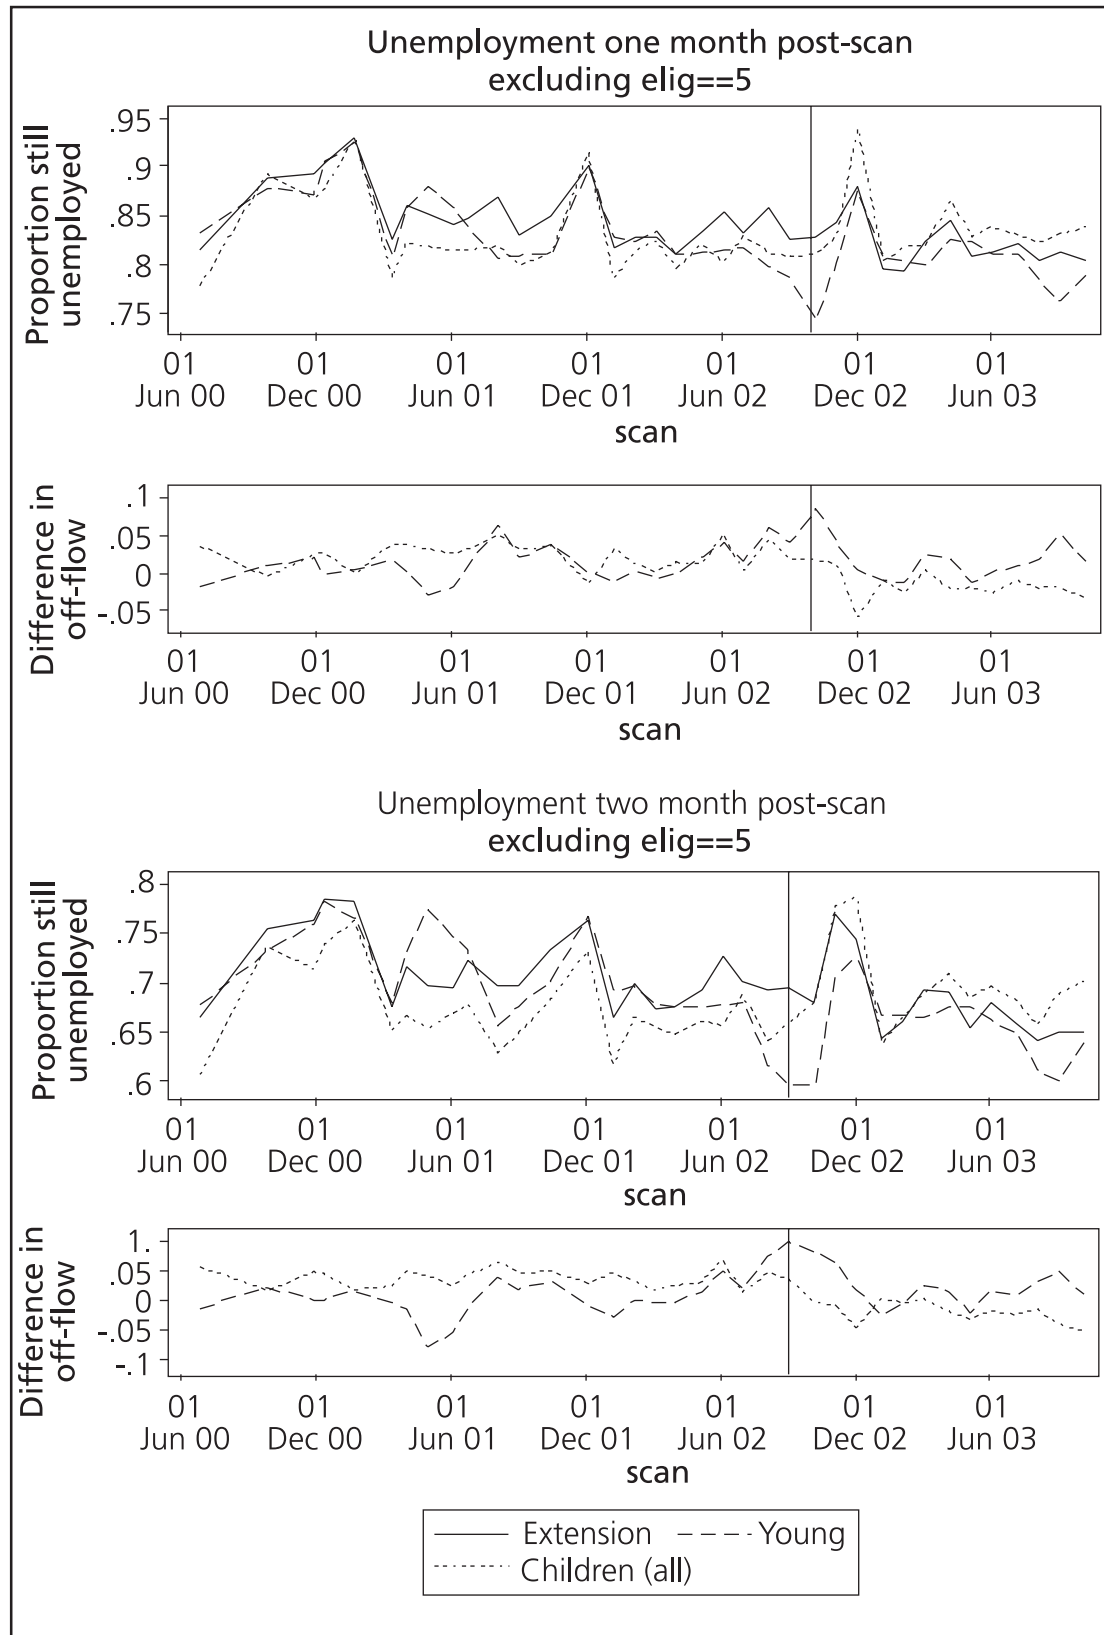 Unemployment one month post-scan
excluding elig==5
Proportion still
unemployed
.95
.9
.85
.8
.75
01 01 01 01 01 01 01
Jun 00 Dec 00 Jun 01 Dec 01 Jun 02 Dec 02 Jun 03
scan
Difference in
off-flow
.1
.05
0
-.05
01 01 01 01 01 01 01
Jun 00 Dec 00 Jun 01 Dec 01 Jun 02 Dec 02 Jun 03
scan
Unemployment two month post-scan
excluding elig==5
Proportion still
unemployed
.8
.75
.7
.65
.6
01 01 01 01 01 01 01
Jun 00 Dec 00 Jun 01 Dec 01 Jun 02 Dec 02 Jun 03
scan
Difference in
off-flow
1.
0.05
0
-.05
-.1
01 01 01 01 01 01 01
Jun 00 Dec 00 Jun 01 Dec 01 Jun 02 Dec 02 Jun 03
scan
Extension Young
Children (all)